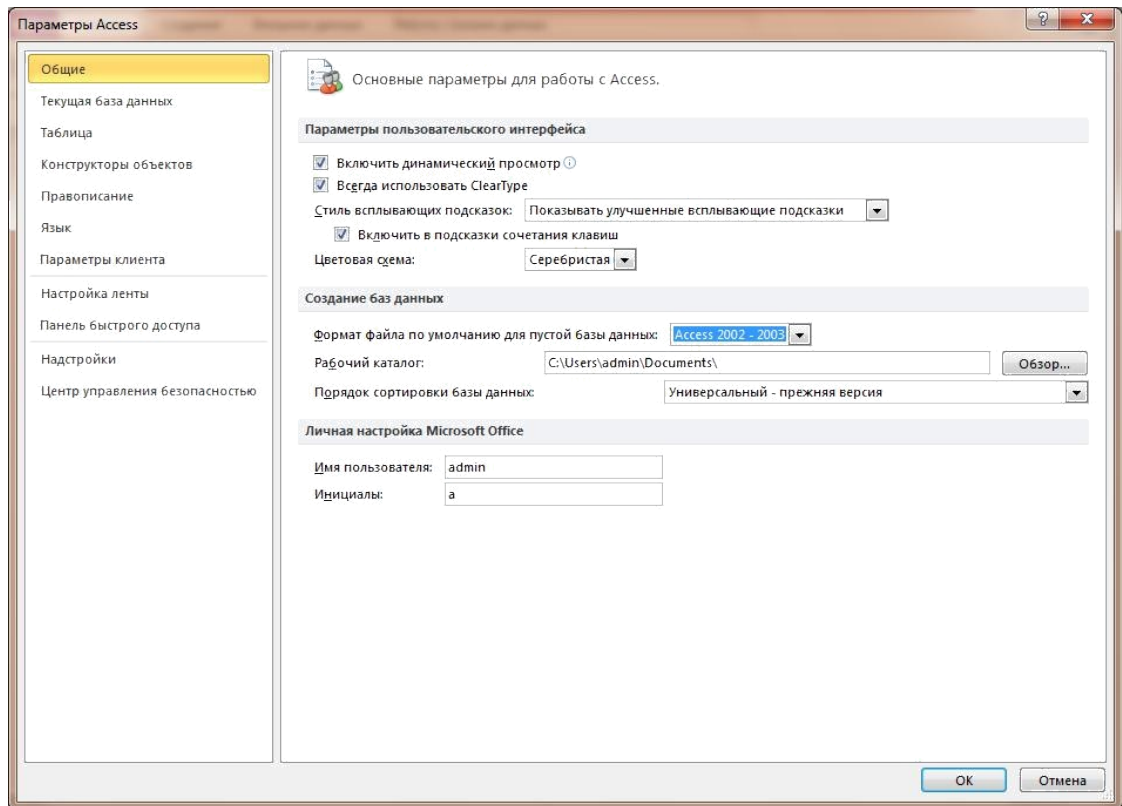 Параметры Access
Общие
Текущая база данных
Таблица
Конструкторы объектов
Правописание
Язык
Параметры клиента
Настройка ленты
Панель быстрого доступа
Надстройки
Центр управления безопасностью
Основные параметры для работы с Access.
Параметры пользовательского интерфейса
Включить динамический просмотр
Всегда использовать ClearType
Стиль всплывающих подсказок: Показывать улучшенные всплывающие подсказки
Включить в подсказки сочетания клавиш
Цветовая схема: Серебристая
Создание баз данных
Формат файла по умолчанию для пустой базы данных: Access 2002 - 2003
Рабочий каталог: C:\Users\admin\Documents\ Обзор...
Порядок сортировки базы данных: Универсальный - прежняя версия
Личная настройка Microsoft Office
Имя пользователя: admin
Инициалы: a
ОК Отмена